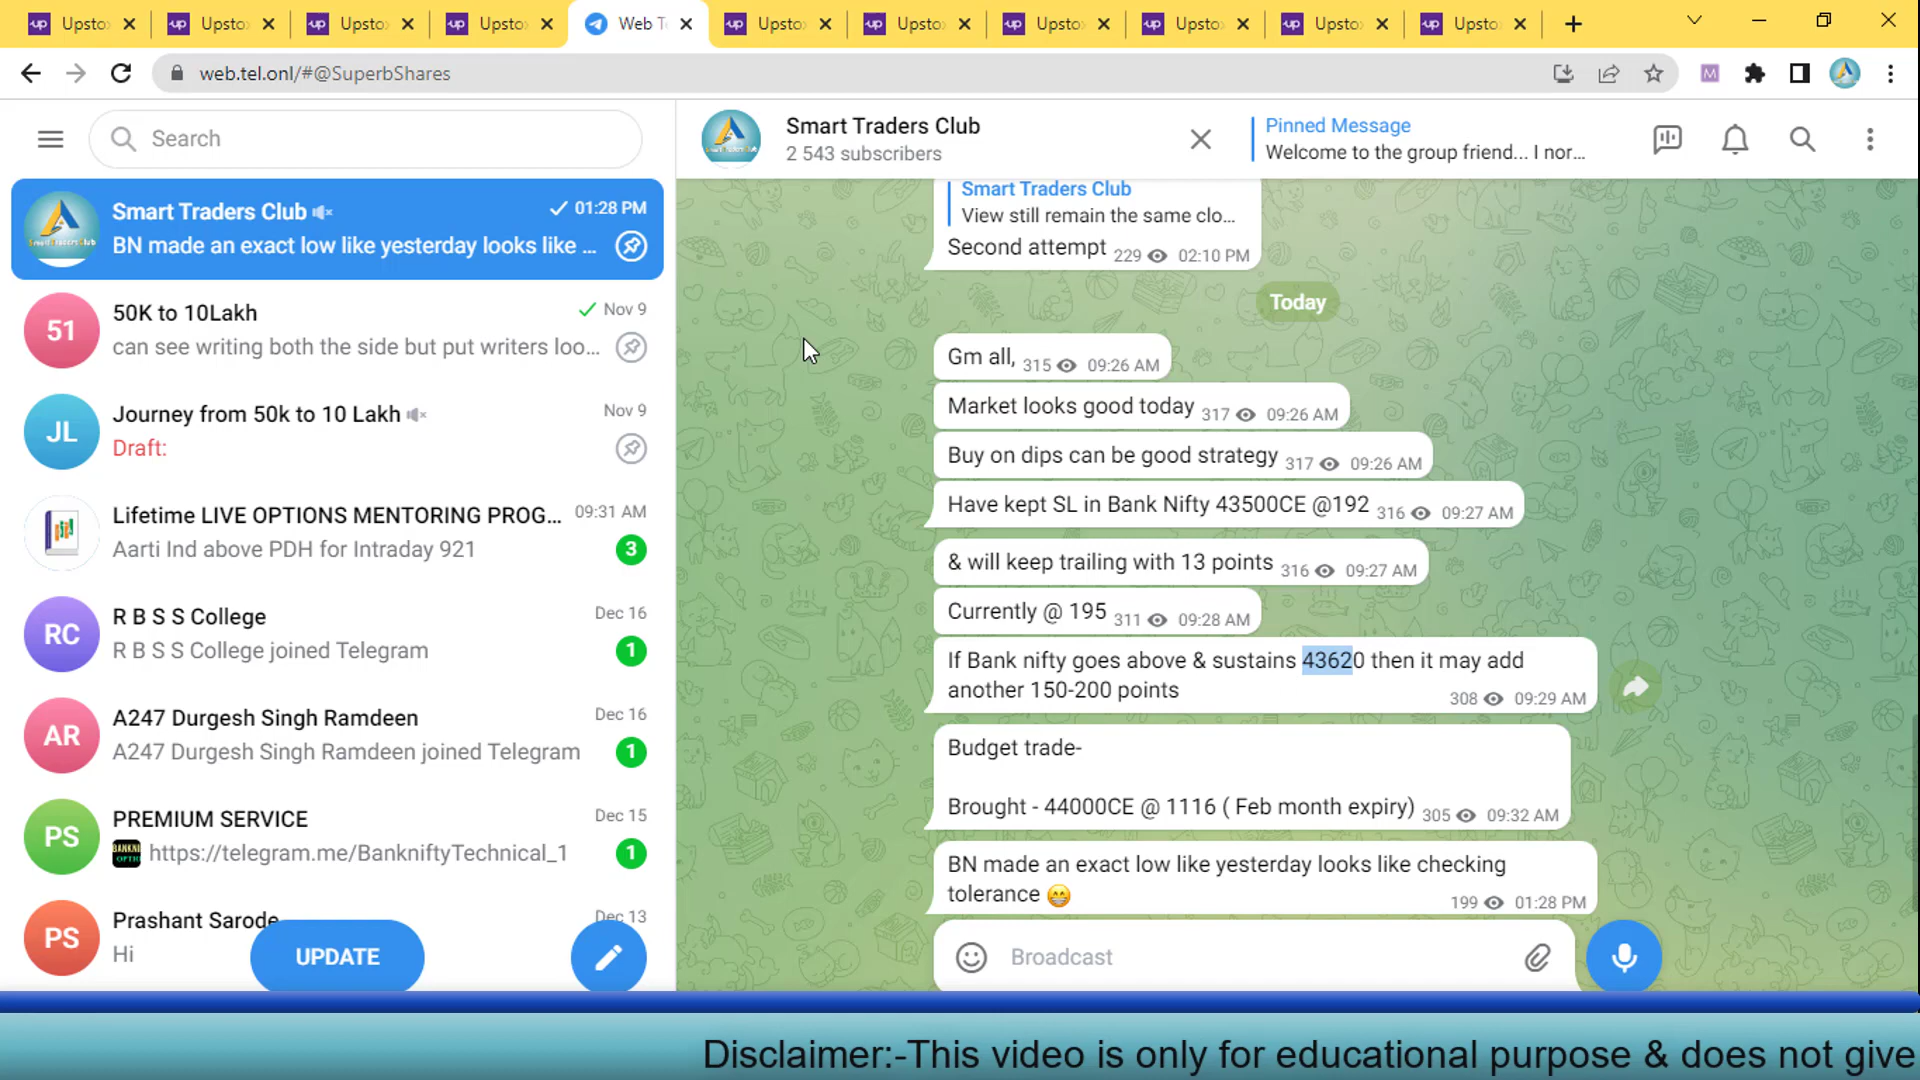 Upsto
Upsto
Upsto
Upsto
Web T
Upsto
Upsto
Upsto
Upsto
Upsto
Upsto
web.tel.onl/#@SuperbShares
Search
Smart Traders Club 01:28 PM
BN made an exact low like yesterday looks like ...
51
50K to 10Lakh Nov 9
can see writing both the side but put writers loo...
JL
Journey from 50k to 10 Lakh Nov 9
Draft:
Lifetime LIVE OPTIONS MENTORING PROG... 09:31 AM
Aarti Ind above PDH for Intraday 921 3
RC
R B S S College Dec 16
R B S S College joined Telegram 1
AR
A247 Durgesh Singh Ramdeen Dec 16
A247 Durgesh Singh Ramdeen joined Telegram 1
PS
PREMIUM SERVICE Dec 15
https://telegram.me/BankniftyTechnical_1 1
PS
Prashant Sarode Dec 13
Hi
UPDATE
Smart Traders Club
2 543 subscribers
Pinned Message
Welcome to the group friend... I nor...
Smart Traders Club
View still remain the same clo...
Second attempt 229 02:10 PM
Today
Gm all, 315 09:26 AM
Market looks good today 317 09:26 AM
Buy on dips can be good strategy 317 09:26 AM
Have kept SL in Bank Nifty 43500CE @192 316 09:27 AM
& will keep trailing with 13 points 316 09:27 AM
Currently @ 195 311 09:28 AM
If Bank nifty goes above & sustains 43620 then it may add
another 150-200 points 308 09:29 AM
Budget trade-
Brought - 44000CE @ 1116 ( Feb month expiry) 305 09:32 AM
BN made an exact low like yesterday looks like checking
tolerance 😁 199 01:28 PM
Broadcast
Disclaimer:-This video is only for educational purpose & does not give